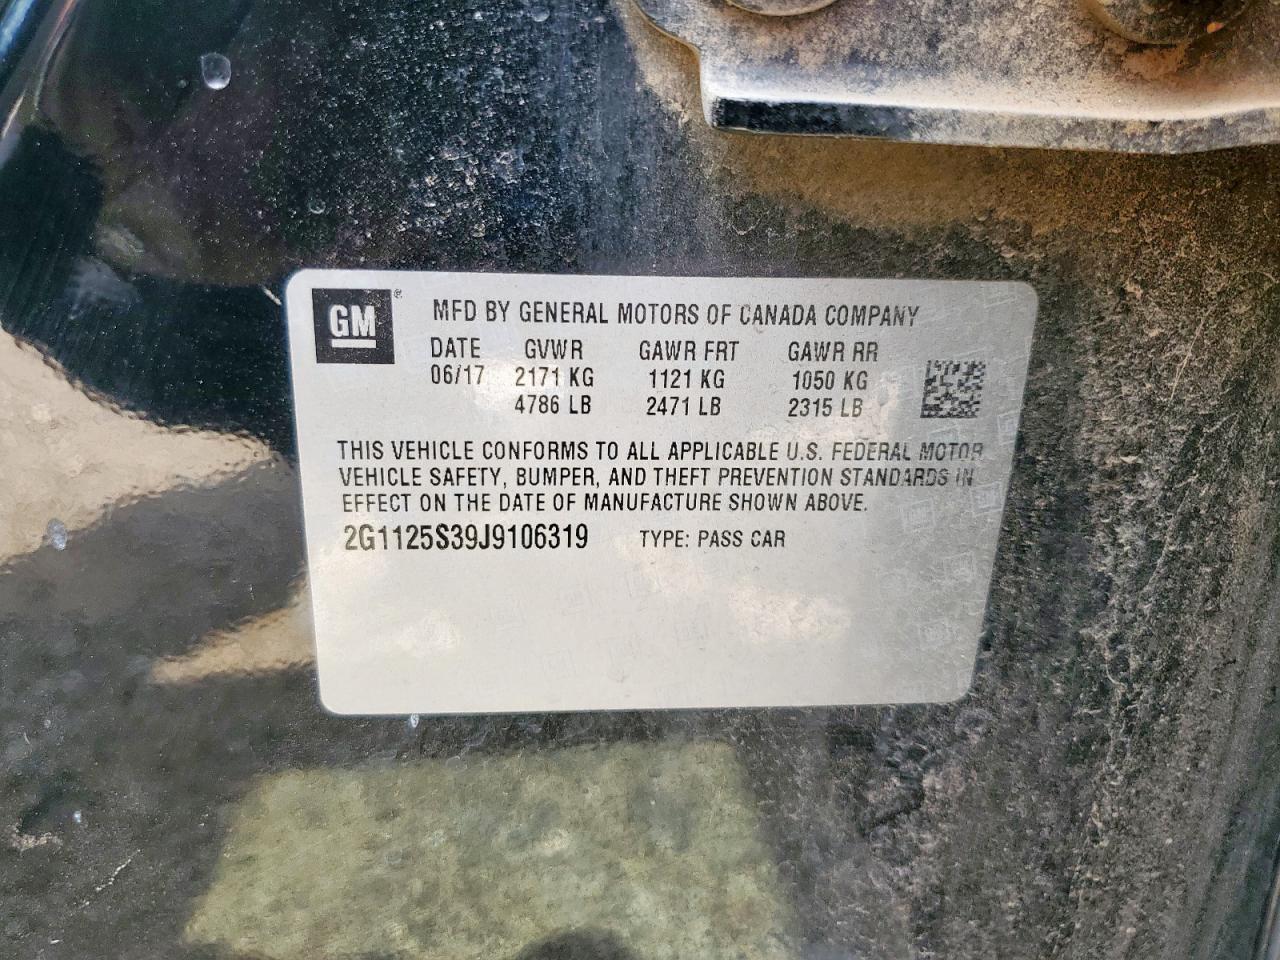 GM ® MFD BY GENERAL MOTORS OF CANADA COMPANY
DATE GVWR GAWR FRT GAWR RR
06/17 2171 KG 1121 KG 1050 KG
4786 LB 2471 LB 2315 LB
THIS VEHICLE CONFORMS TO ALL APPLICABLE U.S. FEDERAL MOTOR
VEHICLE SAFETY, BUMPER, AND THEFT PREVENTION STANDARDS IN
EFFECT ON THE DATE OF MANUFACTURE SHOWN ABOVE.
2G1125S39J9106319 TYPE: PASS CAR